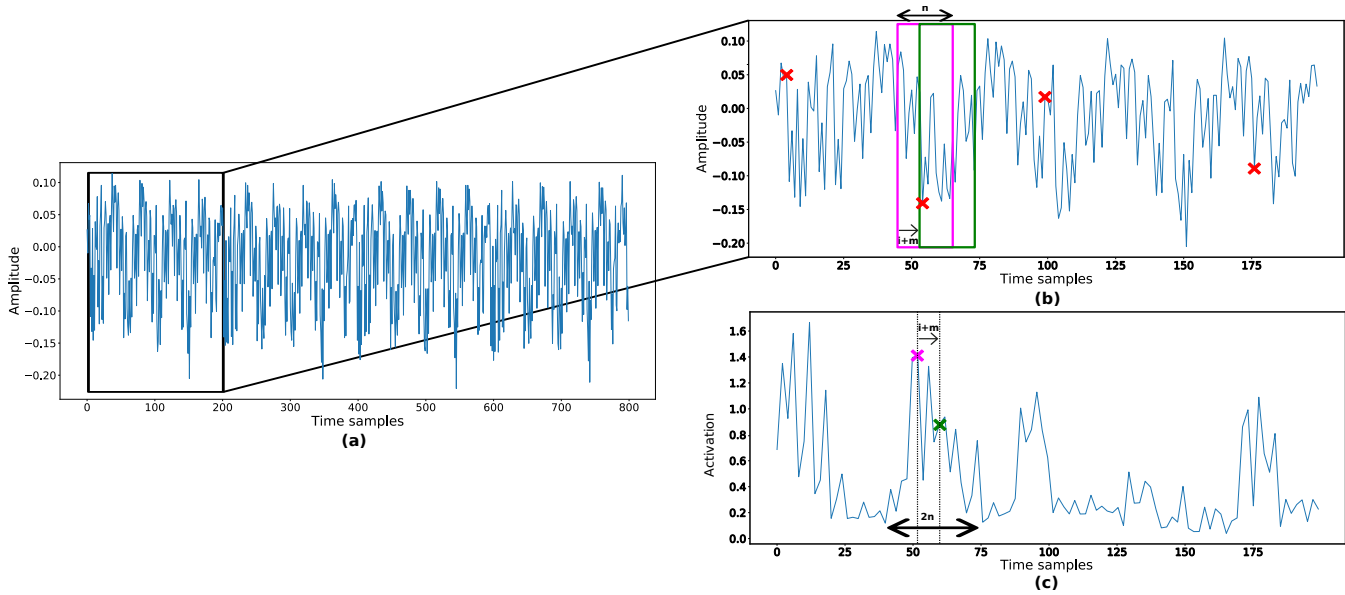 0.10
0.05
0.00
−0.05
−0.10
−0.15
−0.20
Amplitude
0 100 200 300 400 500 600 700 800
Time samples
(a)
n
0.10
0.05
0.00
−0.05
−0.10
−0.15
−0.20
Amplitude
i+m
0 25 50 75 100 125 150 175
Time samples
(b)
1.6
1.4
1.2
1.0
0.8
0.6
0.4
0.2
0.0
Activation
i+m
2n
0 25 50 75 100 125 150 175
Time samples
(c)